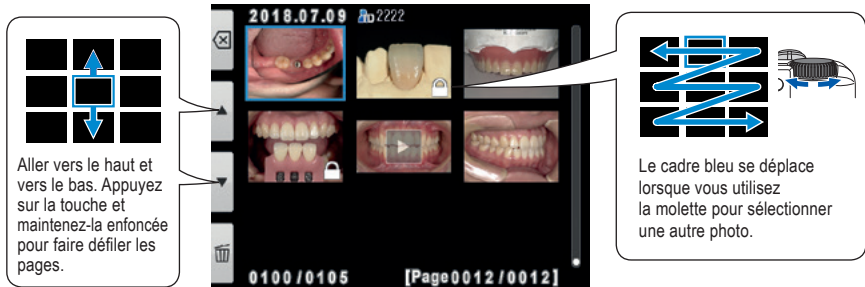 2018.07.09 ID 2222
Aller vers le haut et
vers le bas. Appuyez
sur la touche et
maintenez-la enfoncée
pour faire défiler les
pages.
Le cadre bleu se déplace
lorsque vous utilisez
la molette pour sélectionner
une autre photo.
0100/0105 [Page0012/0012]